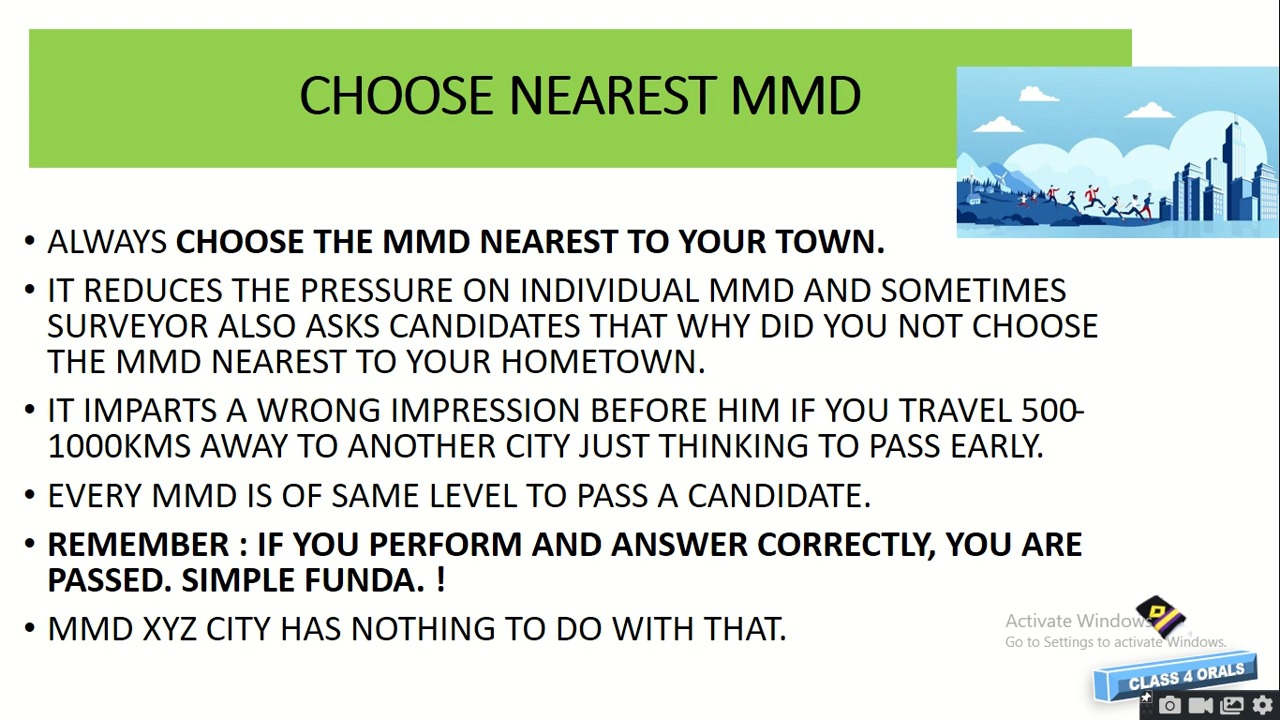 CHOOSE NEAREST MMD
• ALWAYS CHOOSE THE MMD NEAREST TO YOUR TOWN.
• IT REDUCES THE PRESSURE ON INDIVIDUAL MMD AND SOMETIMES
SURVEYOR ALSO ASKS CANDIDATES THAT WHY DID YOU NOT CHOOSE
THE MMD NEAREST TO YOUR HOMETOWN.
• IT IMPARTS A WRONG IMPRESSION BEFORE HIM IF YOU TRAVEL 500-
1000KMS AWAY TO ANOTHER CITY JUST THINKING TO PASS EARLY.
• EVERY MMD IS OF SAME LEVEL TO PASS A CANDIDATE.
• REMEMBER : IF YOU PERFORM AND ANSWER CORRECTLY, YOU ARE
PASSED. SIMPLE FUNDA. !
• MMD XYZ CITY HAS NOTHING TO DO WITH THAT.
Activate Windows
Go to Settings to activate Windows.
CLASS 4 ORALS